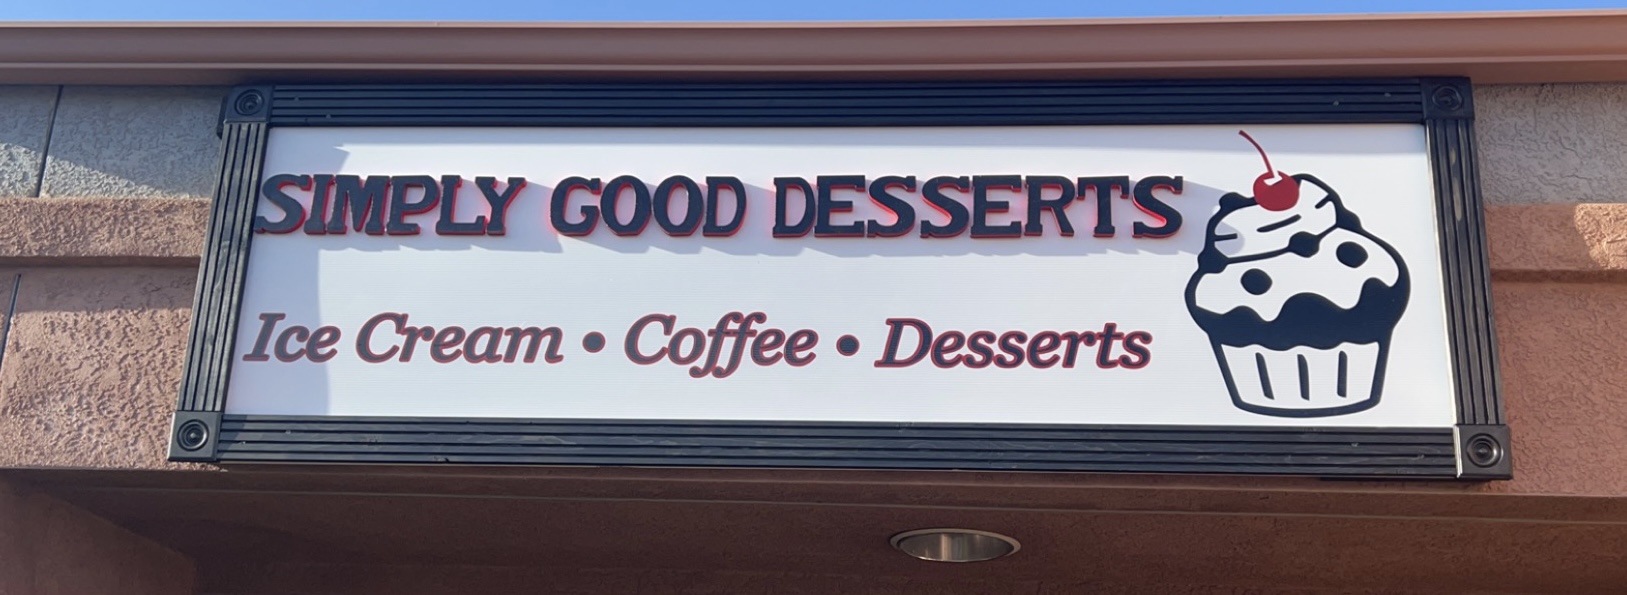 SIMPLY GOOD DESSERTS
Ice Cream • Coffee • Desserts